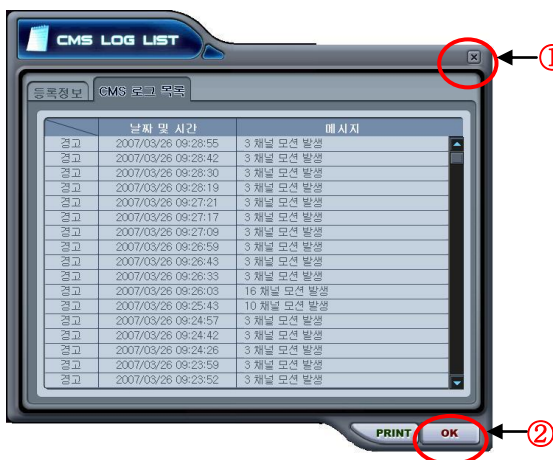 CMS LOG LIST
①
등록정보 CMS 로그 목록
날짜 및 시간 메시지
경고 2007/03/26 09:28:55 3 채널 모션 발생
경고 2007/03/26 09:28:42 3 채널 모션 발생
경고 2007/03/26 09:28:30 3 채널 모션 발생
경고 2007/03/26 09:28:19 3 채널 모션 발생
경고 2007/03/26 09:27:21 3 채널 모션 발생
경고 2007/03/26 09:27:17 3 채널 모션 발생
경고 2007/03/26 09:27:09 3 채널 모션 발생
경고 2007/03/26 09:26:59 3 채널 모션 발생
경고 2007/03/26 09:26:43 3 채널 모션 발생
경고 2007/03/26 09:26:33 3 채널 모션 발생
경고 2007/03/26 09:26:03 16 채널 모션 발생
경고 2007/03/26 09:25:43 10 채널 모션 발생
경고 2007/03/26 09:24:57 3 채널 모션 발생
경고 2007/03/26 09:24:42 3 채널 모션 발생
경고 2007/03/26 09:24:26 3 채널 모션 발생
경고 2007/03/26 09:23:59 3 채널 모션 발생
경고 2007/03/26 09:23:52 3 채널 모션 발생
PRINT OK ②